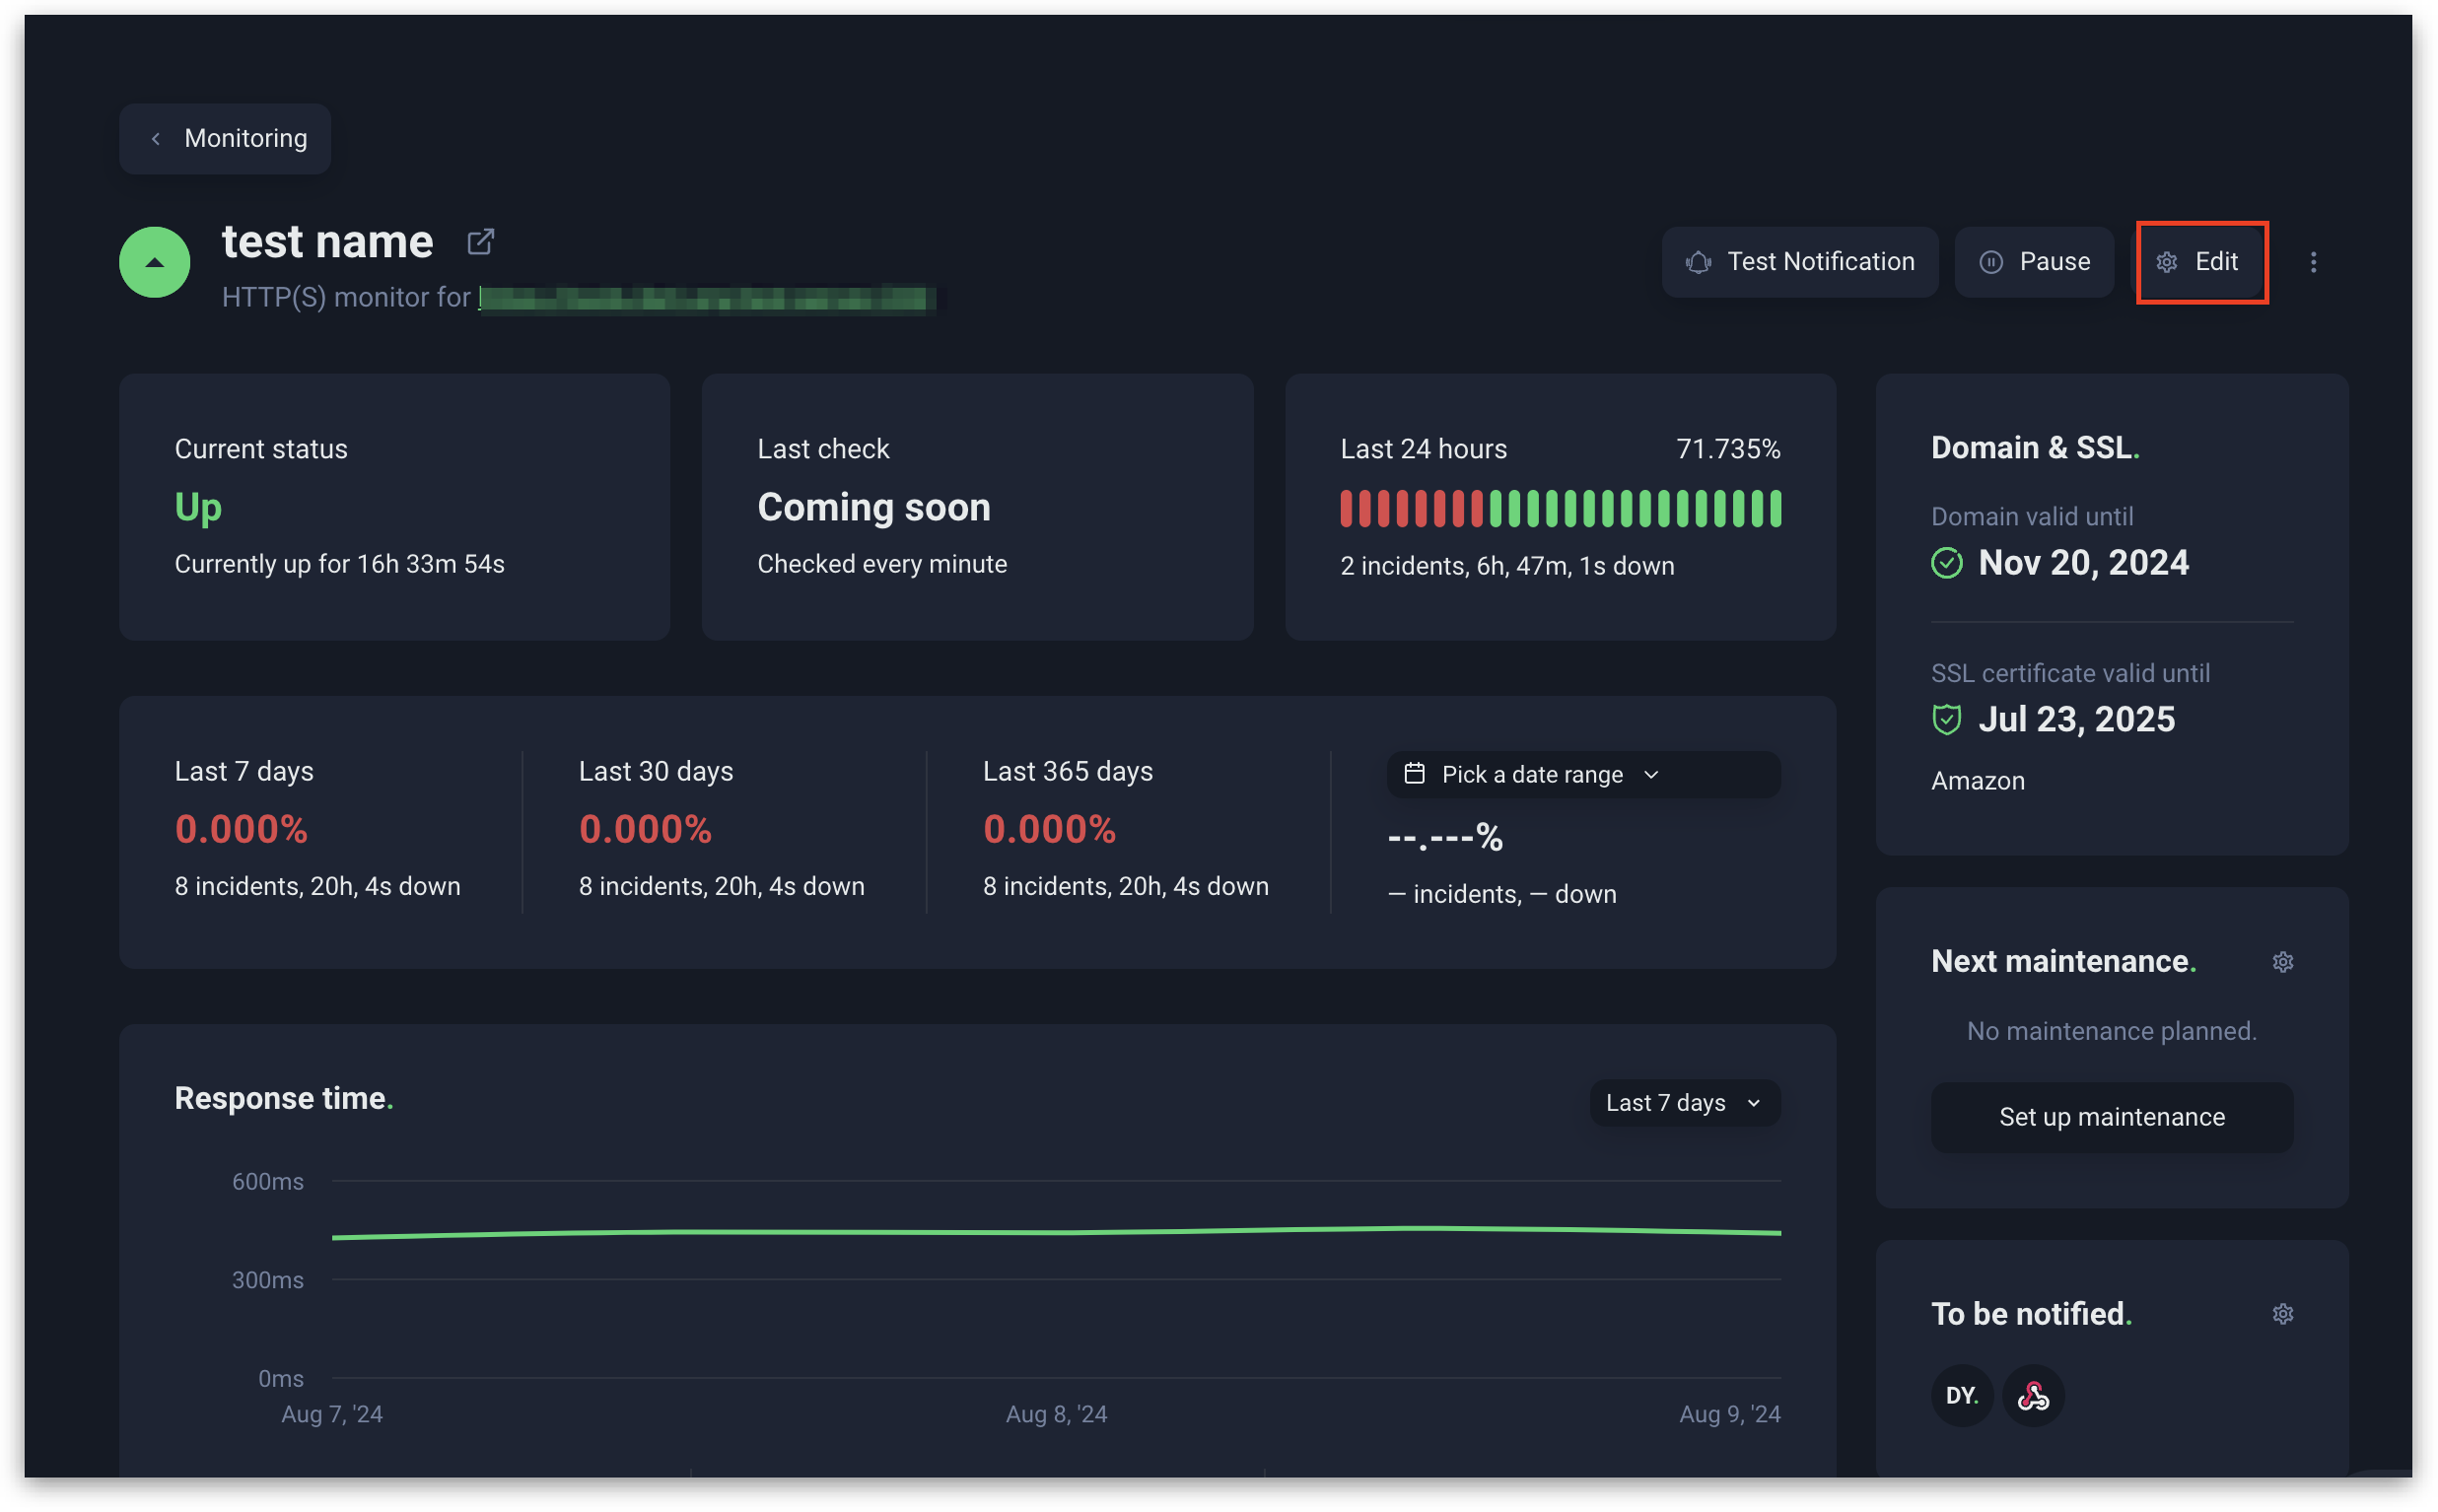 Monitoring
test name
HTTP(S) monitor for
Test Notification
Pause
Edit
Current status
Up
Currently up for 16h 33m 54s
Last check
Coming soon
Checked every minute
Last 24 hours 71.735%
2 incidents, 6h, 47m, 1s down
Domain & SSL.
Domain valid until
Nov 20, 2024
SSL certificate valid until
Jul 23, 2025
Amazon
Last 7 days
0.000%
8 incidents, 20h, 4s down
Last 30 days
0.000%
8 incidents, 20h, 4s down
Last 365 days
0.000%
8 incidents, 20h, 4s down
Pick a date range
--.---%
— incidents, — down
Next maintenance.
No maintenance planned.
Set up maintenance
Response time.
Last 7 days
600ms
300ms
0ms
Aug 7, '24
Aug 8, '24
Aug 9, '24
To be notified.
DY.